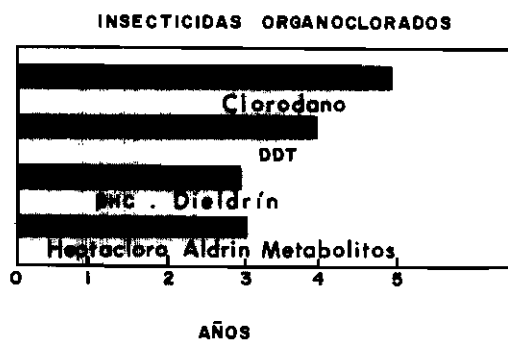 INSECTICIDAS ORGANOCLORADOS
Clorodano
DDT
BHC . Dieldrín
Heptacloro Aldrin Metabolitos
0 1 2 3 4 5
AÑOS